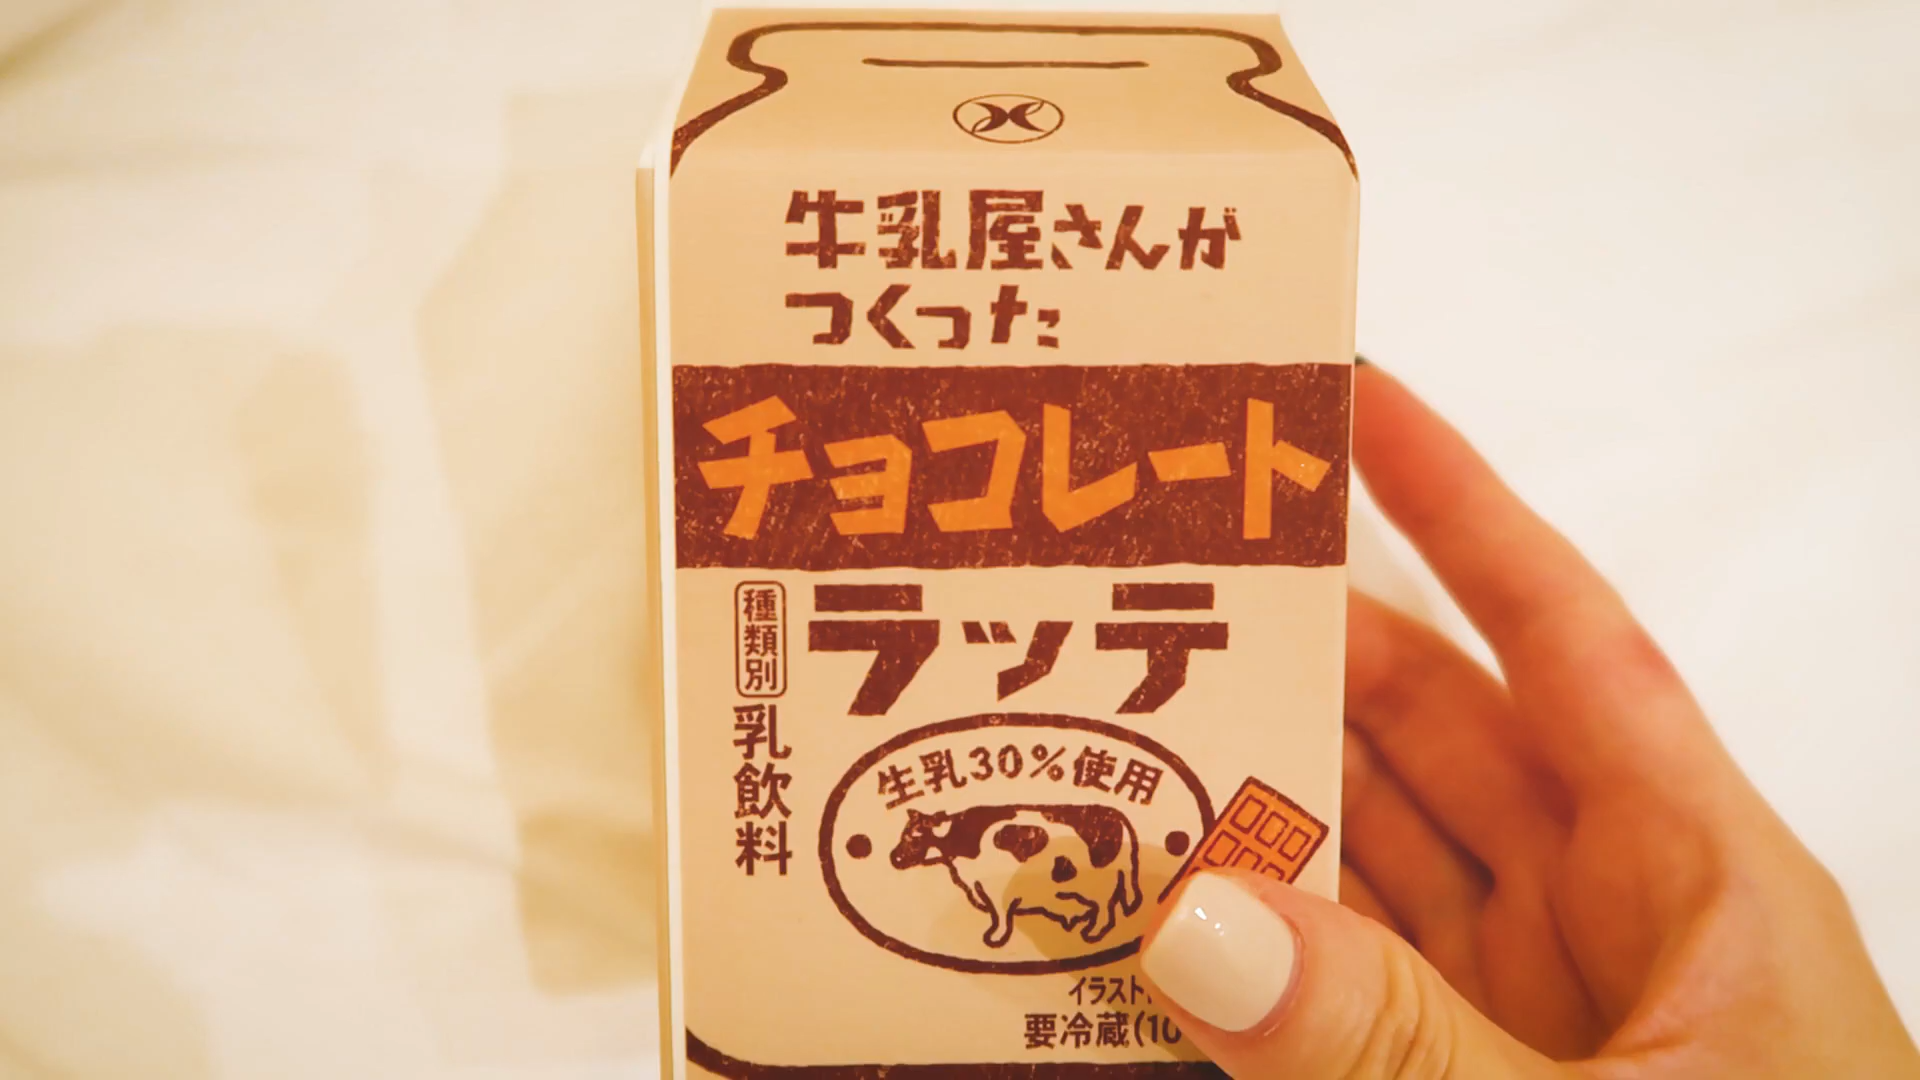 牛乳屋さんが
つくった
チョコレート
ラッテ
種類別
乳飲料
生乳30%使用
イラスト
要冷蔵(10